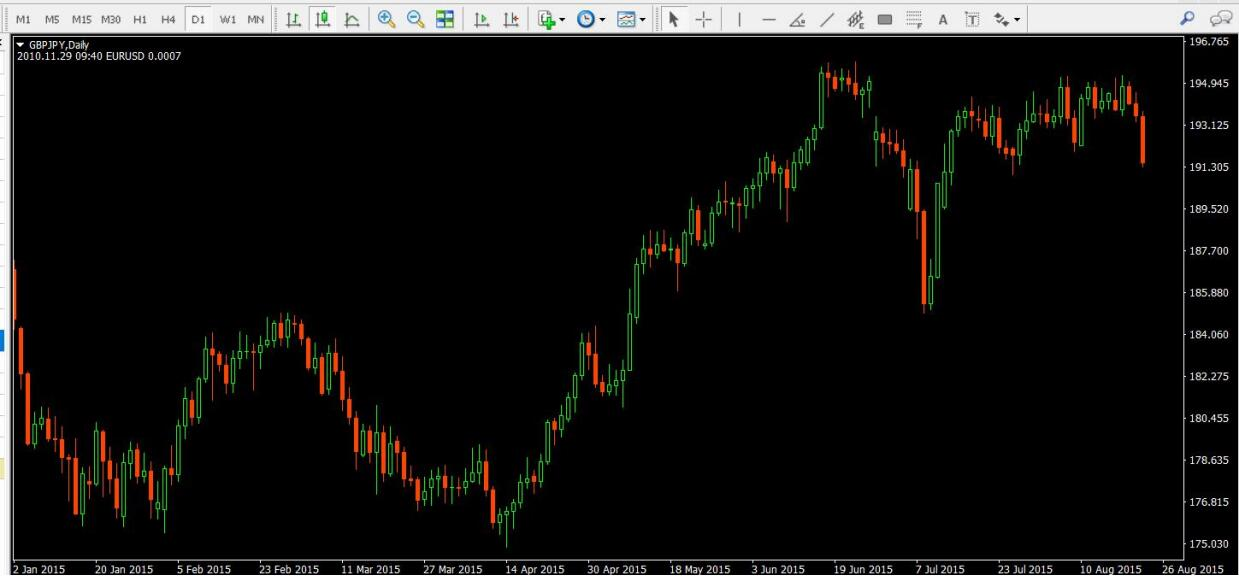 M1 M5 M15 M30 H1 H4 D1 W1 MN
E F A T
GBPJPY,Daily
2010.11.29 09:40 EURUSD 0.0007
196.765
194.945
193.125
191.305
189.520
187.700
185.880
184.060
182.275
180.455
178.635
176.815
175.030
2 Jan 2015 20 Jan 2015 5 Feb 2015 23 Feb 2015 11 Mar 2015 27 Mar 2015 14 Apr 2015 30 Apr 2015 18 May 2015 3 Jun 2015 19 Jun 2015 7 Jul 2015 23 Jul 2015 10 Aug 2015 26 Aug 2015